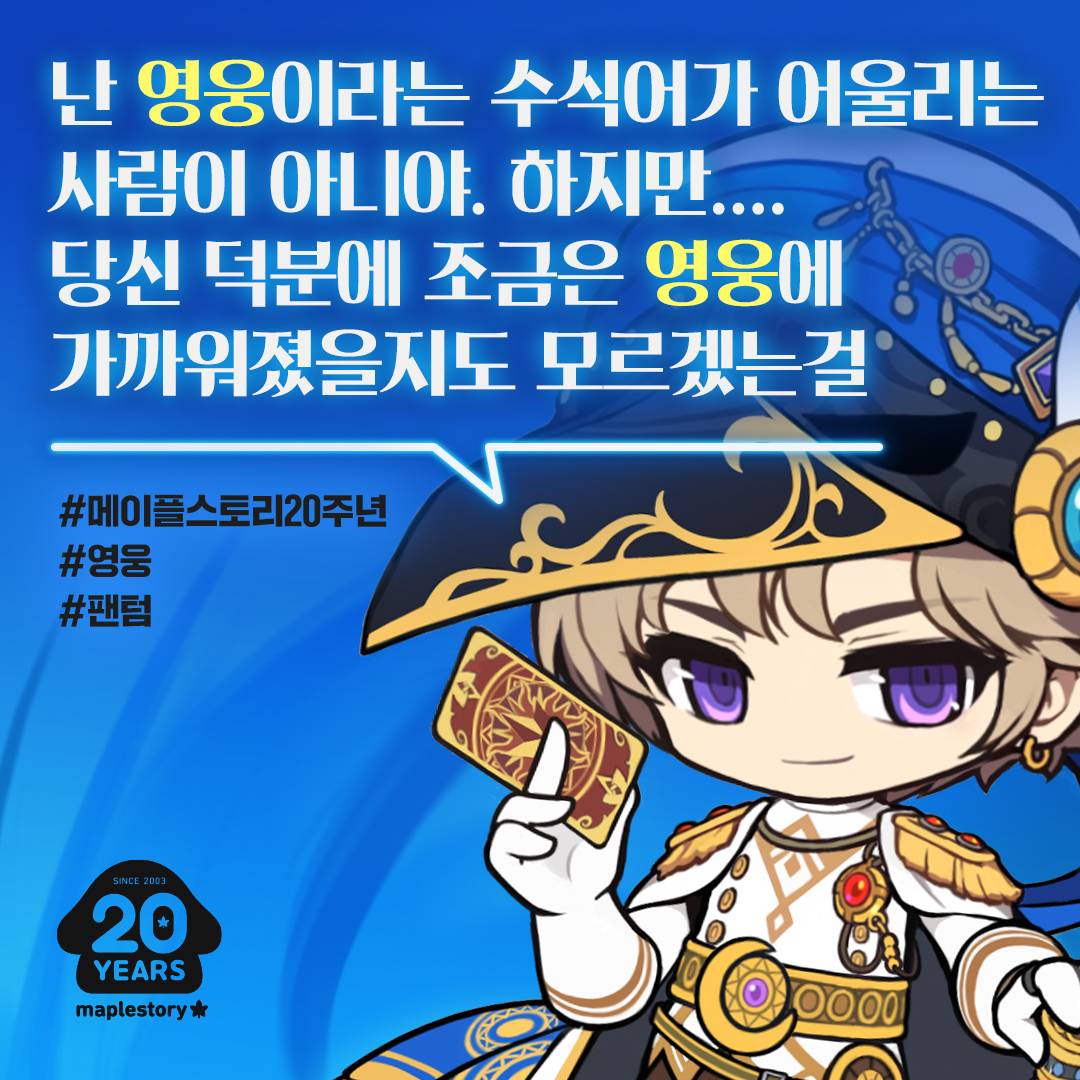 난 영웅이라는 수식어가 어울리는
사람이 아니야. 하지만....
당신 덕분에 조금은 영웅에
가까워졌을지도 모르겠는걸
#메이플스토리20주년
#영웅
#팬텀
SINCE 2003
20
YEARS
maplestory